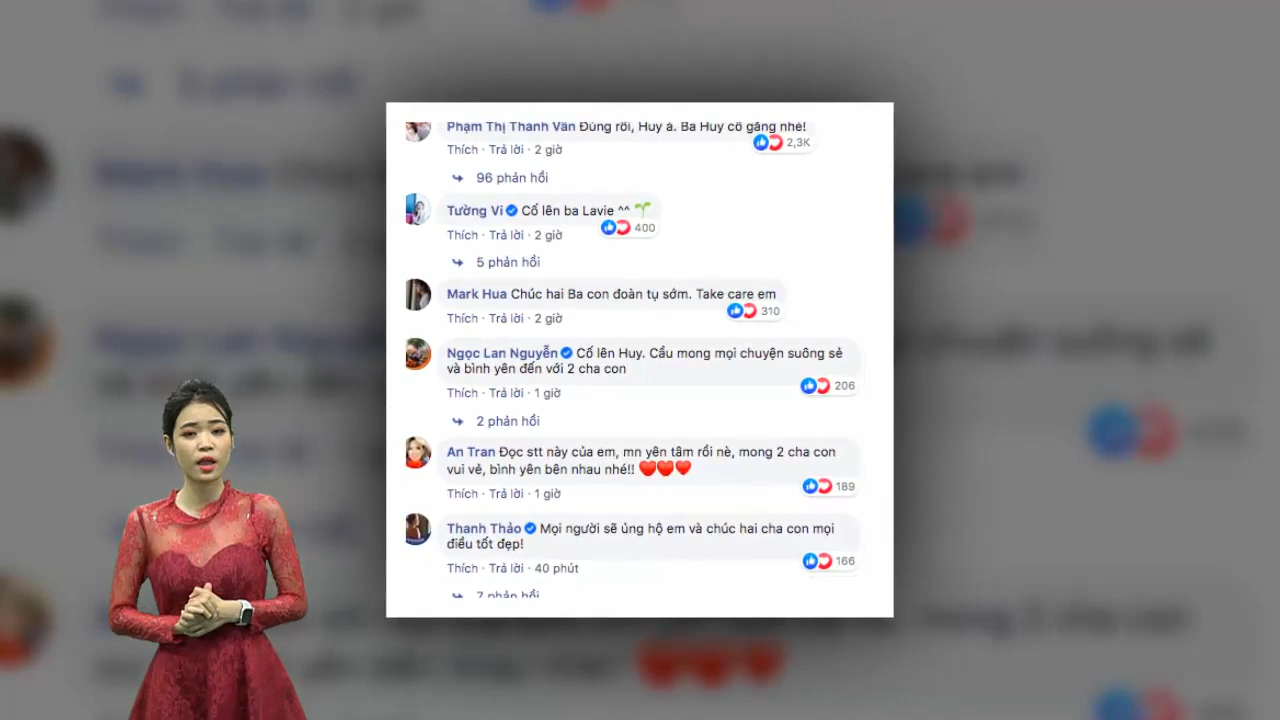 Phạm Thị Thanh Vân Đúng rồi, Huy á. Ba Huy cố gắng nhé!
2,3K
Thích · Trả lời · 2 giờ
96 phản hồi
Tường Vi Cố lên ba Lavie ^^
400
Thích · Trả lời · 2 giờ
5 phản hồi
Mark Hua Chúc hai Ba con đoàn tụ sớm. Take care em
310
Thích · Trả lời · 2 giờ
Ngọc Lan Nguyễn Cố lên Huy. Cầu mong mọi chuyện suông sẻ
và bình yên đến với 2 cha con
206
Thích · Trả lời · 1 giờ
2 phản hồi
An Tran Đọc stt này của em, mn yên tâm rồi nè, mong 2 cha con
vui vẻ, bình yên bên nhau nhé!! ❤❤❤
189
Thích · Trả lời · 1 giờ
Thanh Thảo Mọi người sẽ ủng hộ em và chúc hai cha con mọi
điều tốt đẹp!
166
Thích · Trả lời · 40 phút
7 phản hồi